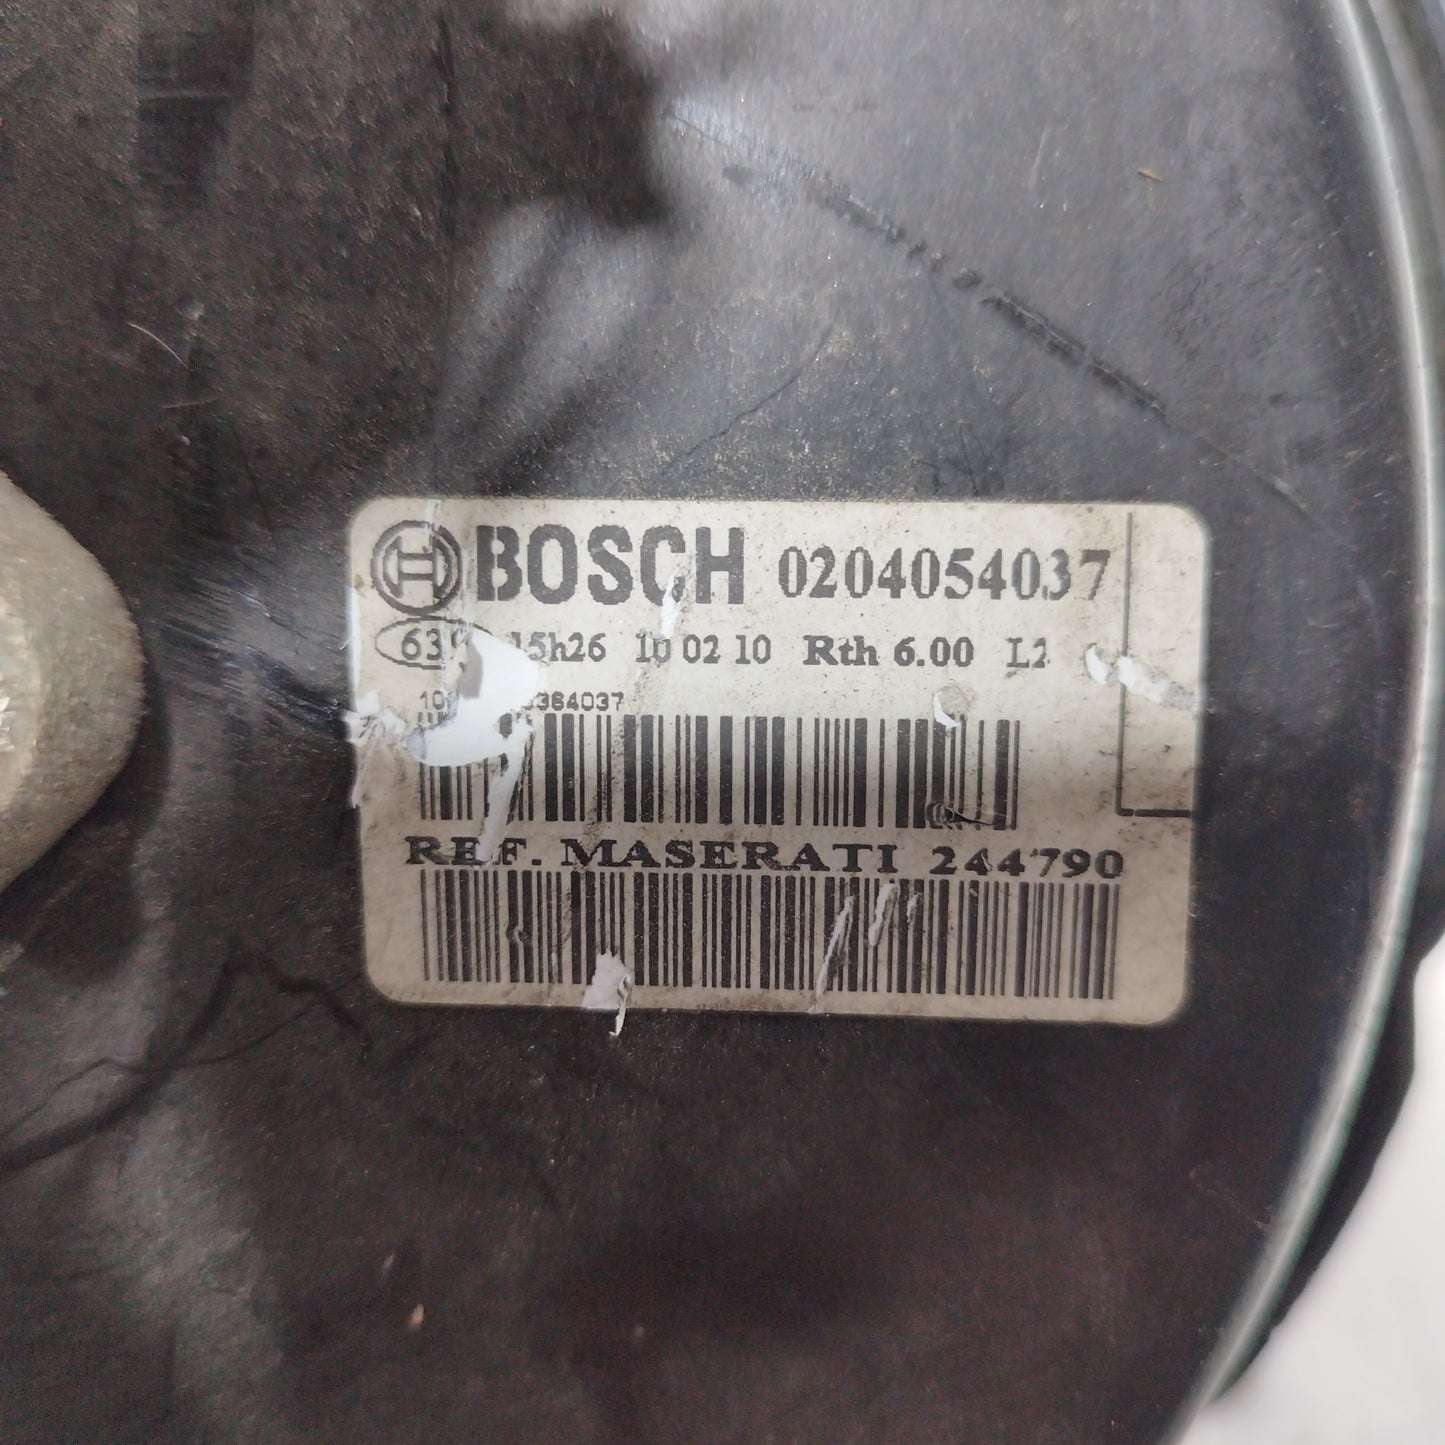 BOSCH 0204054037
15h26 10 02 10 Rth 6.00 L2
REF. MASERATI 244790